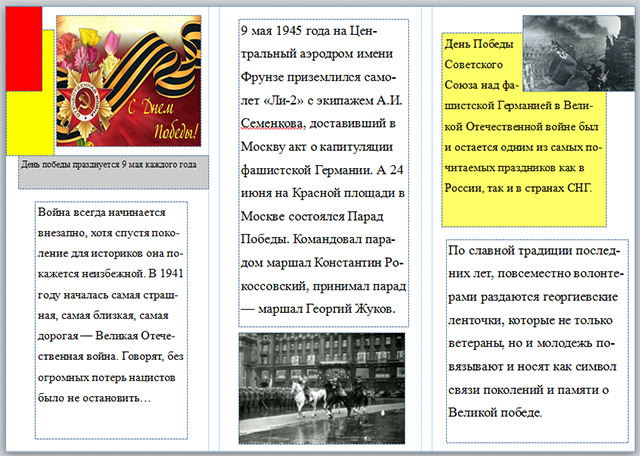 С Днем
Победы!
День победы празднуется 9 мая каждого года
Война всегда начинается
внезапно, хотя спустя поко-
ление для историков она по-
кажется неизбежной. В 1941
году началась самая страш-
ная, самая близкая, самая
дорогая — Великая Отече-
ственная война. Говорят, без
огромных потерь нацистов
было не остановить…
9 мая 1945 года на Цен-
тральный аэродром имени
Фрунзе приземлился само-
лет «Ли-2» с экипажем А.И.
Семенкова, доставивший в
Москву акт о капитуляции
фашистской Германии. А 24
июня на Красной площади в
Москве состоялся Парад
Победы. Командовал пара-
дом маршал Константин Ро-
коссовский, принимал парад
— маршал Георгий Жуков.
День Победы
Советского
Союза над фа-
шистской Германией в Вели-
кой Отечественной войне был
и остается одним из самых по-
читаемых праздников как в
России, так и в странах СНГ.
По славной традиции послед-
них лет, повсеместно волонте-
рами раздаются георгиевские
ленточки, которые не только
ветераны, но и молодежь по-
вязывают и носят как символ
связи поколений и памяти о
Великой победе.